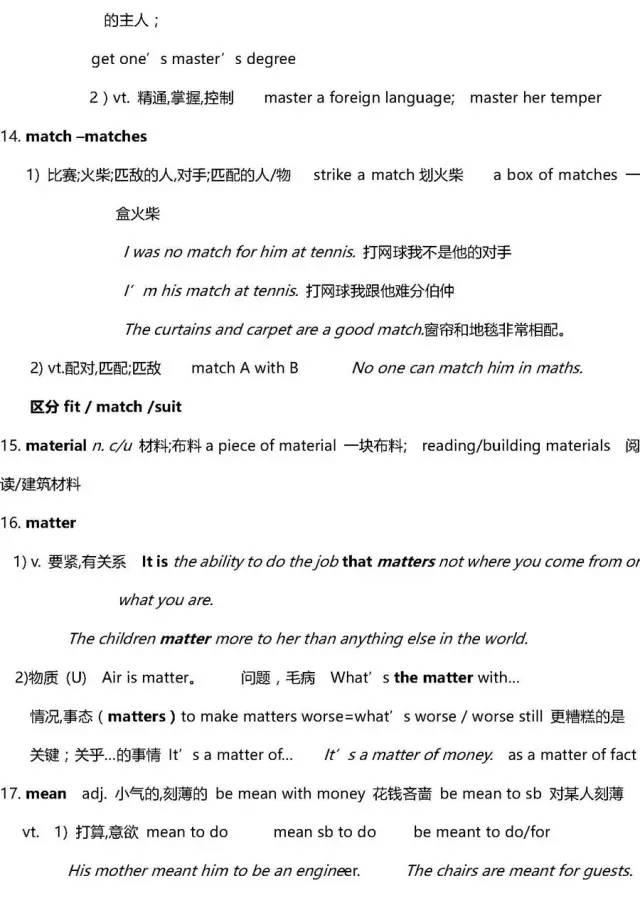 的主人；
get one's master's degree
2）vt. 精通,掌握,控制 master a foreign language; master her temper
14. match –matches
1) 比赛;火柴;匹敌的人,对手;匹配的人/物 strike a match 划火柴 a box of matches 一
盒火柴
I was no match for him at tennis. 打网球我不是他的对手
I'm his match at tennis. 打网球我跟他难分伯仲
The curtains and carpet are a good match.窗帘和地毯非常相配。
2) vt.配对,匹配;匹敌 match A with B No one can match him in maths.
区分 fit / match /suit
15. material n. c/u 材料;布料 a piece of material 一块布料; reading/building materials 阅
读/建筑材料
16. matter
1) v. 要紧,有关系 It is the ability to do the job that matters not where you come from or
what you are.
The children matter more to her than anything else in the world.
2)物质 (U) Air is matter。 问题，毛病 What's the matter with...
情况,事态（matters）to make matters worse=what's worse / worse still 更糟糕的是
关键；关乎...的事情 It's a matter of... It's a matter of money. as a matter of fact
17. mean adj. 小气的,刻薄的 be mean with money 花钱吝啬 be mean to sb 对某人刻薄
vt. 1) 打算,意欲 mean to do mean sb to do be meant to do/for
His mother meant him to be an engineer. The chairs are meant for guests.